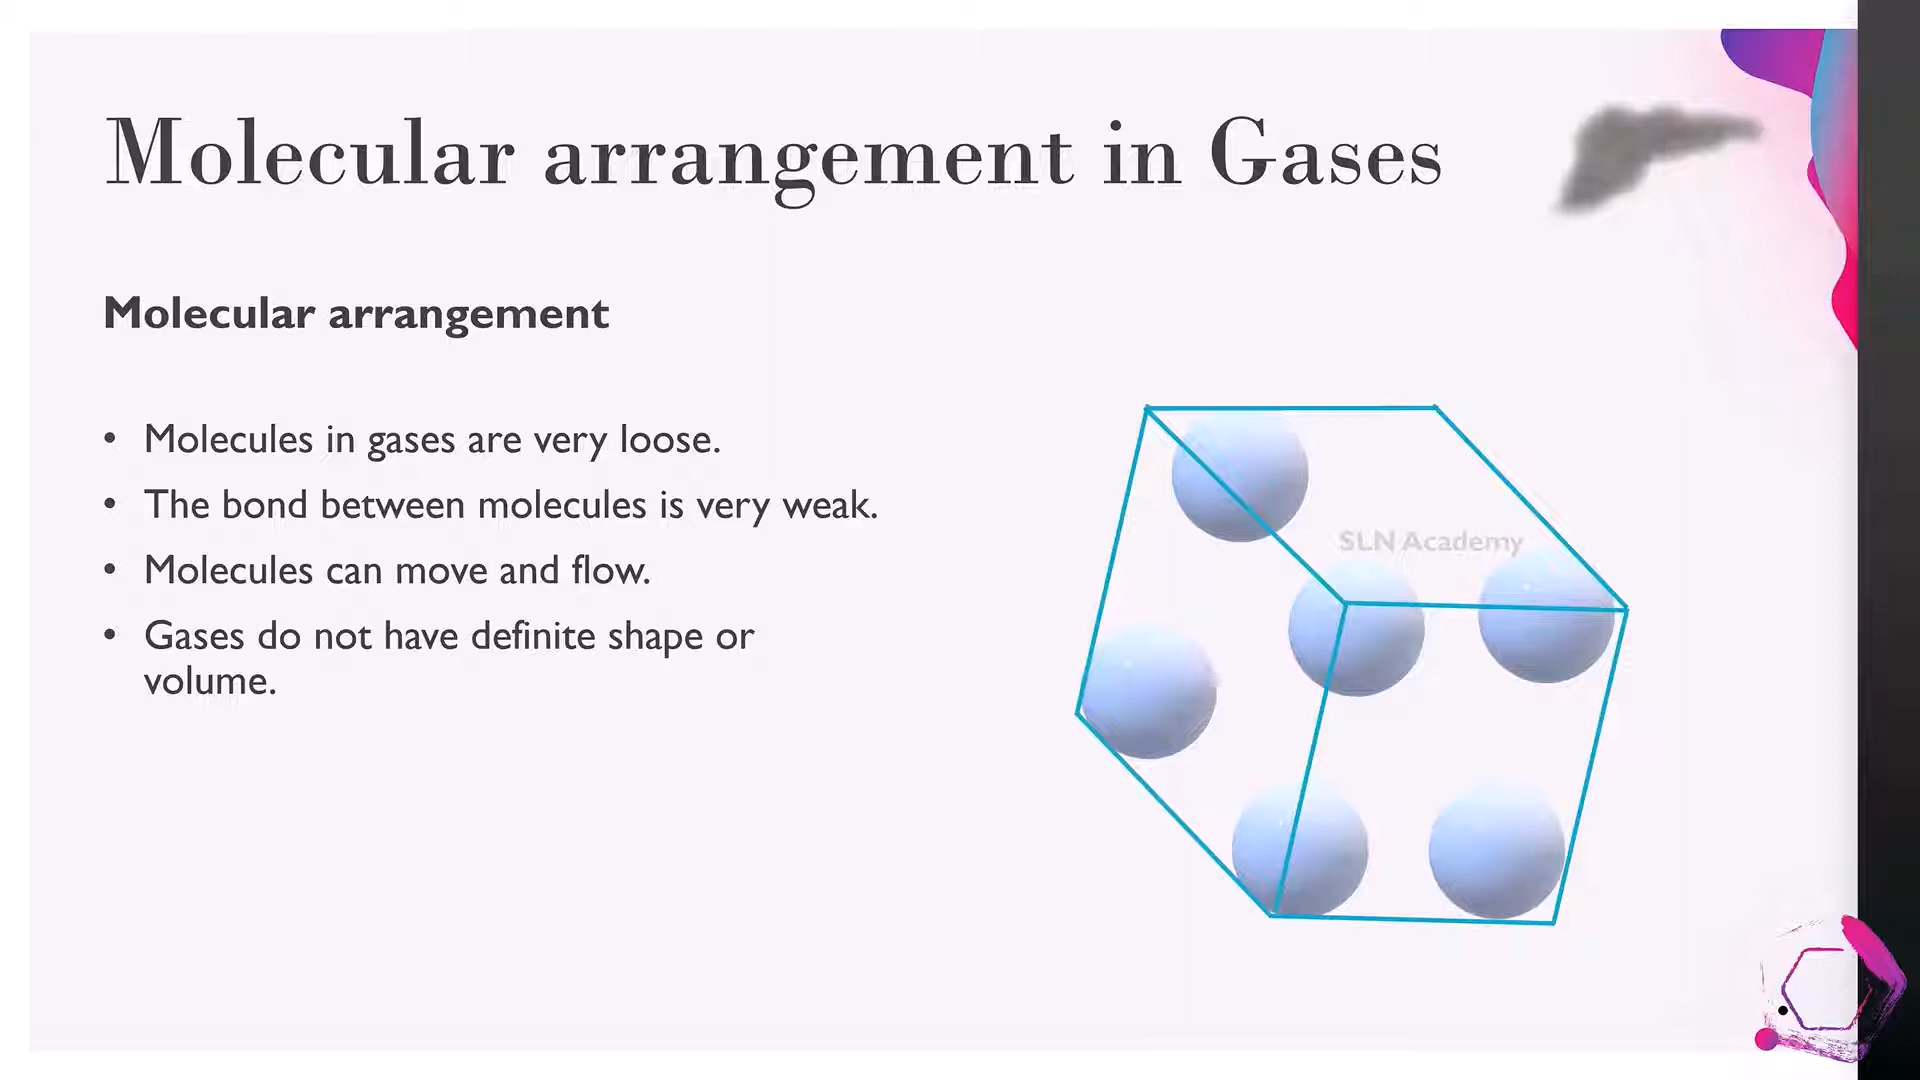 Molecular arrangement in Gases
Molecular arrangement
• Molecules in gases are very loose.
• The bond between molecules is very weak.
• Molecules can move and flow.
• Gases do not have definite shape or
volume.
SLN Academy